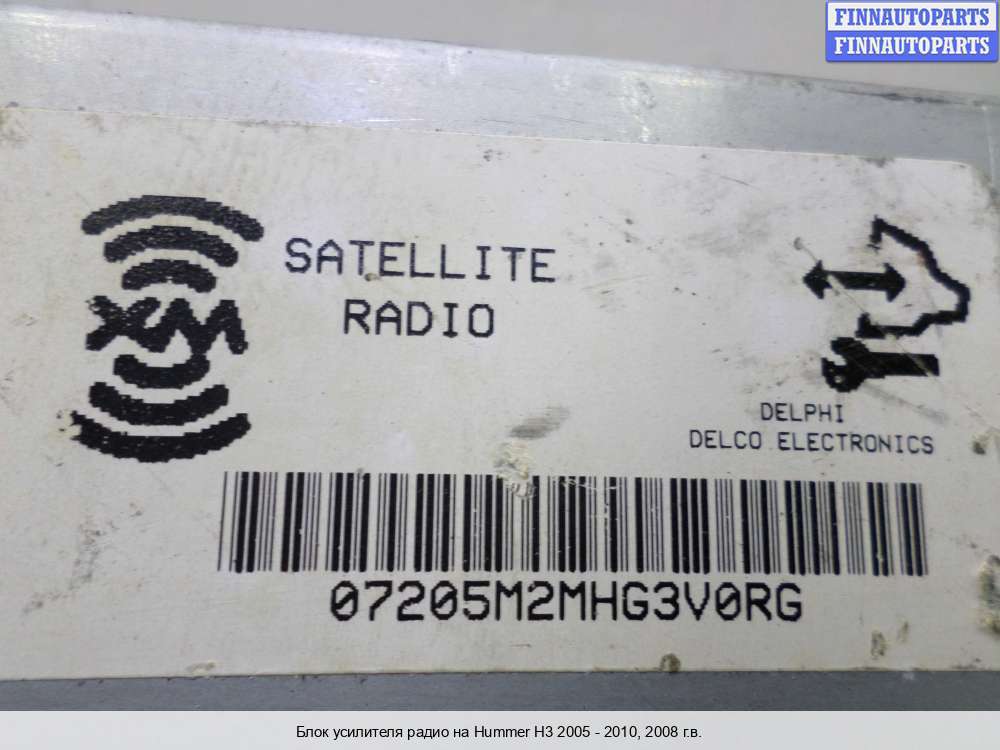 FINNAUTOPARTS
FINNAUTOPARTS
XM
SATELLITE
RADIO
DELPHI
DELCO ELECTRONICS
07205M2MHG3V0RG
Блок усилителя радио на Hummer H3 2005 - 2010, 2008 г.в.